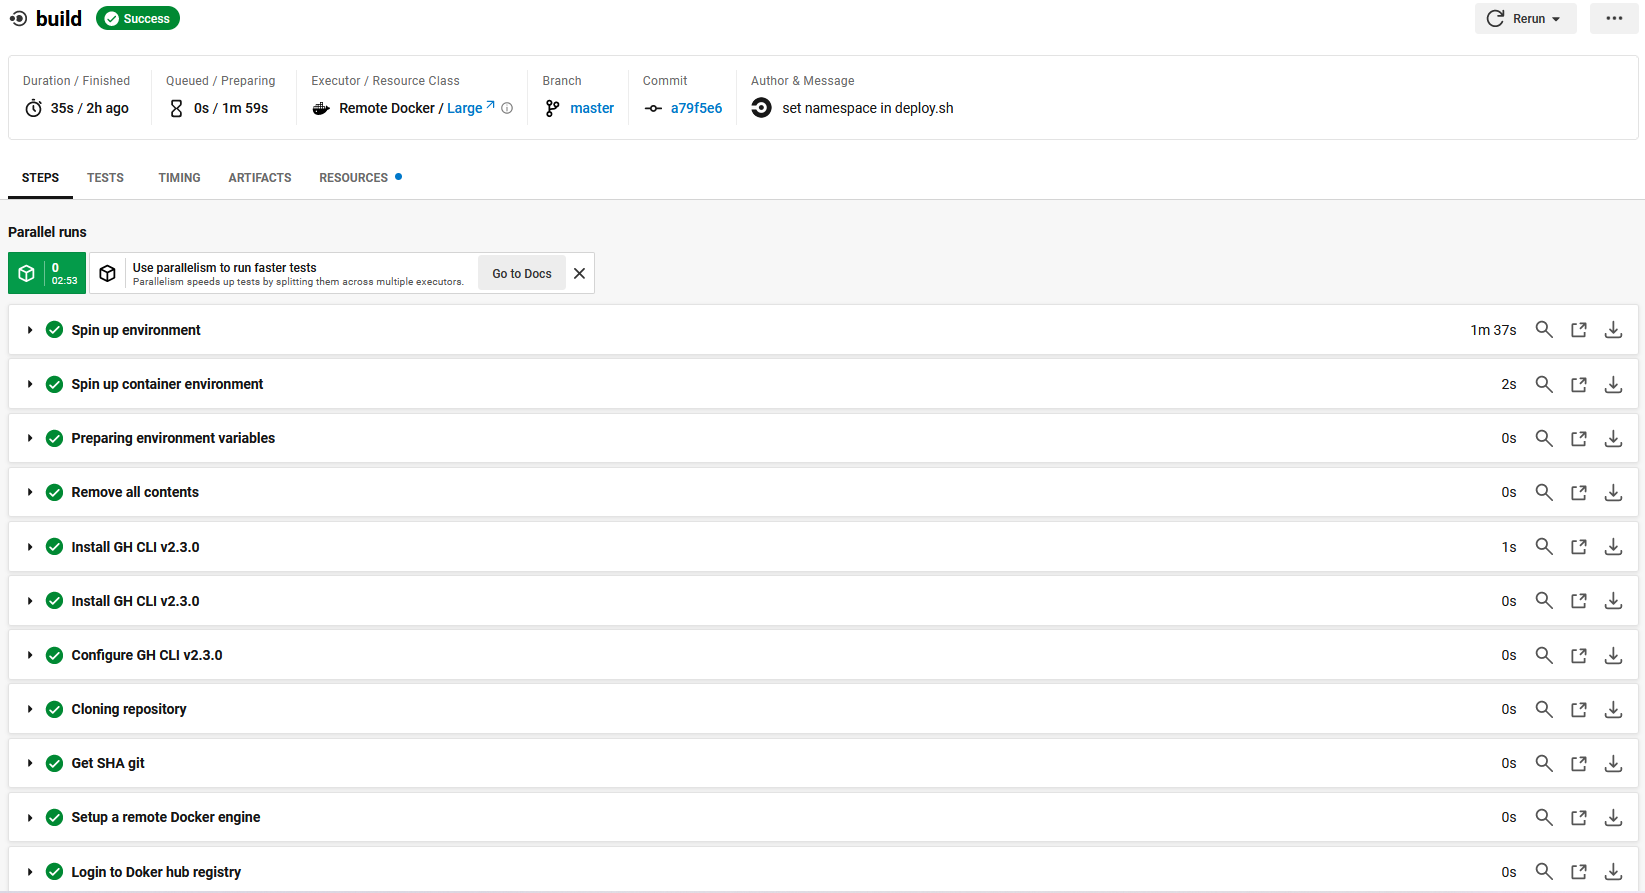 build Success Rerun
Duration / Finished Queued / Preparing Executor / Resource Class Branch Commit Author & Message
35s / 2h ago 0s / 1m 59s Remote Docker / Large master a79f5e6 set namespace in deploy.sh
STEPS TESTS TIMING ARTIFACTS RESOURCES
Parallel runs
0
02:53
Use parallelism to run faster tests
Parallelism speeds up tests by splitting them across multiple executors.
Go to Docs
Spin up environment 1m 37s
Spin up container environment 2s
Preparing environment variables 0s
Remove all contents 0s
Install GH CLI v2.3.0 1s
Install GH CLI v2.3.0 0s
Configure GH CLI v2.3.0 0s
Cloning repository 0s
Get SHA git 0s
Setup a remote Docker engine 0s
Login to Doker hub registry 0s